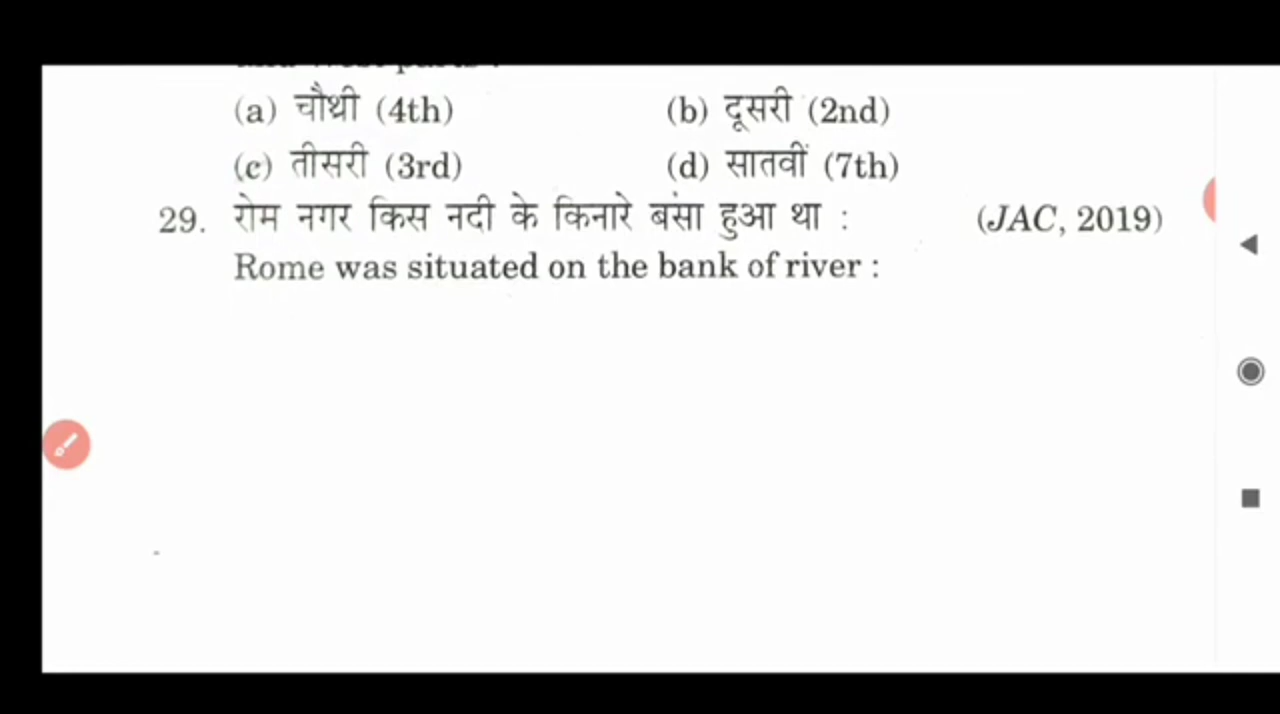 (a) चौथी (4th) (b) दूसरी (2nd)
(c) तीसरी (3rd) (d) सातवीं (7th)
29. रोम नगर किस नदी के किनारे बंसा हुआ था : (JAC, 2019)
Rome was situated on the bank of river :